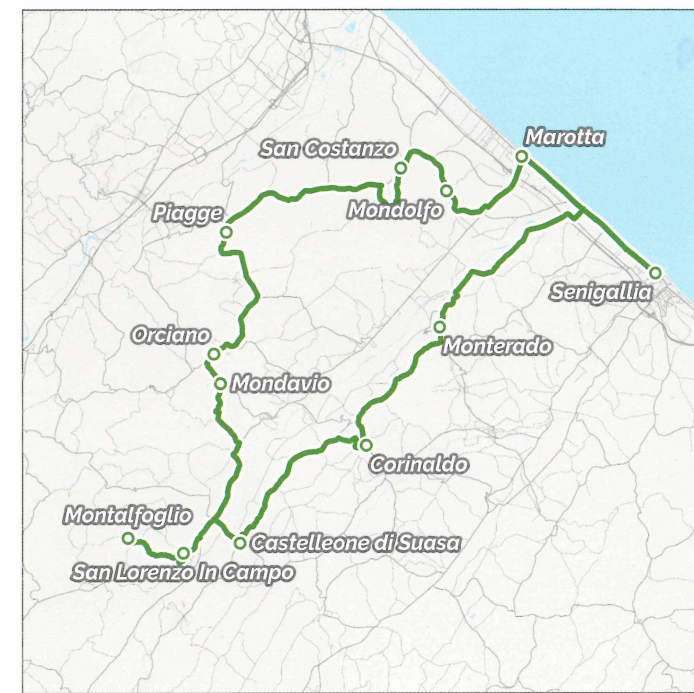 Marotta
San Costanzo
Mondolfo
Piagge
Senigallia
Orciano
Monterado
Mondavio
Corinaldo
Montalfoglio
Castelleone di Suasa
San Lorenzo In Campo